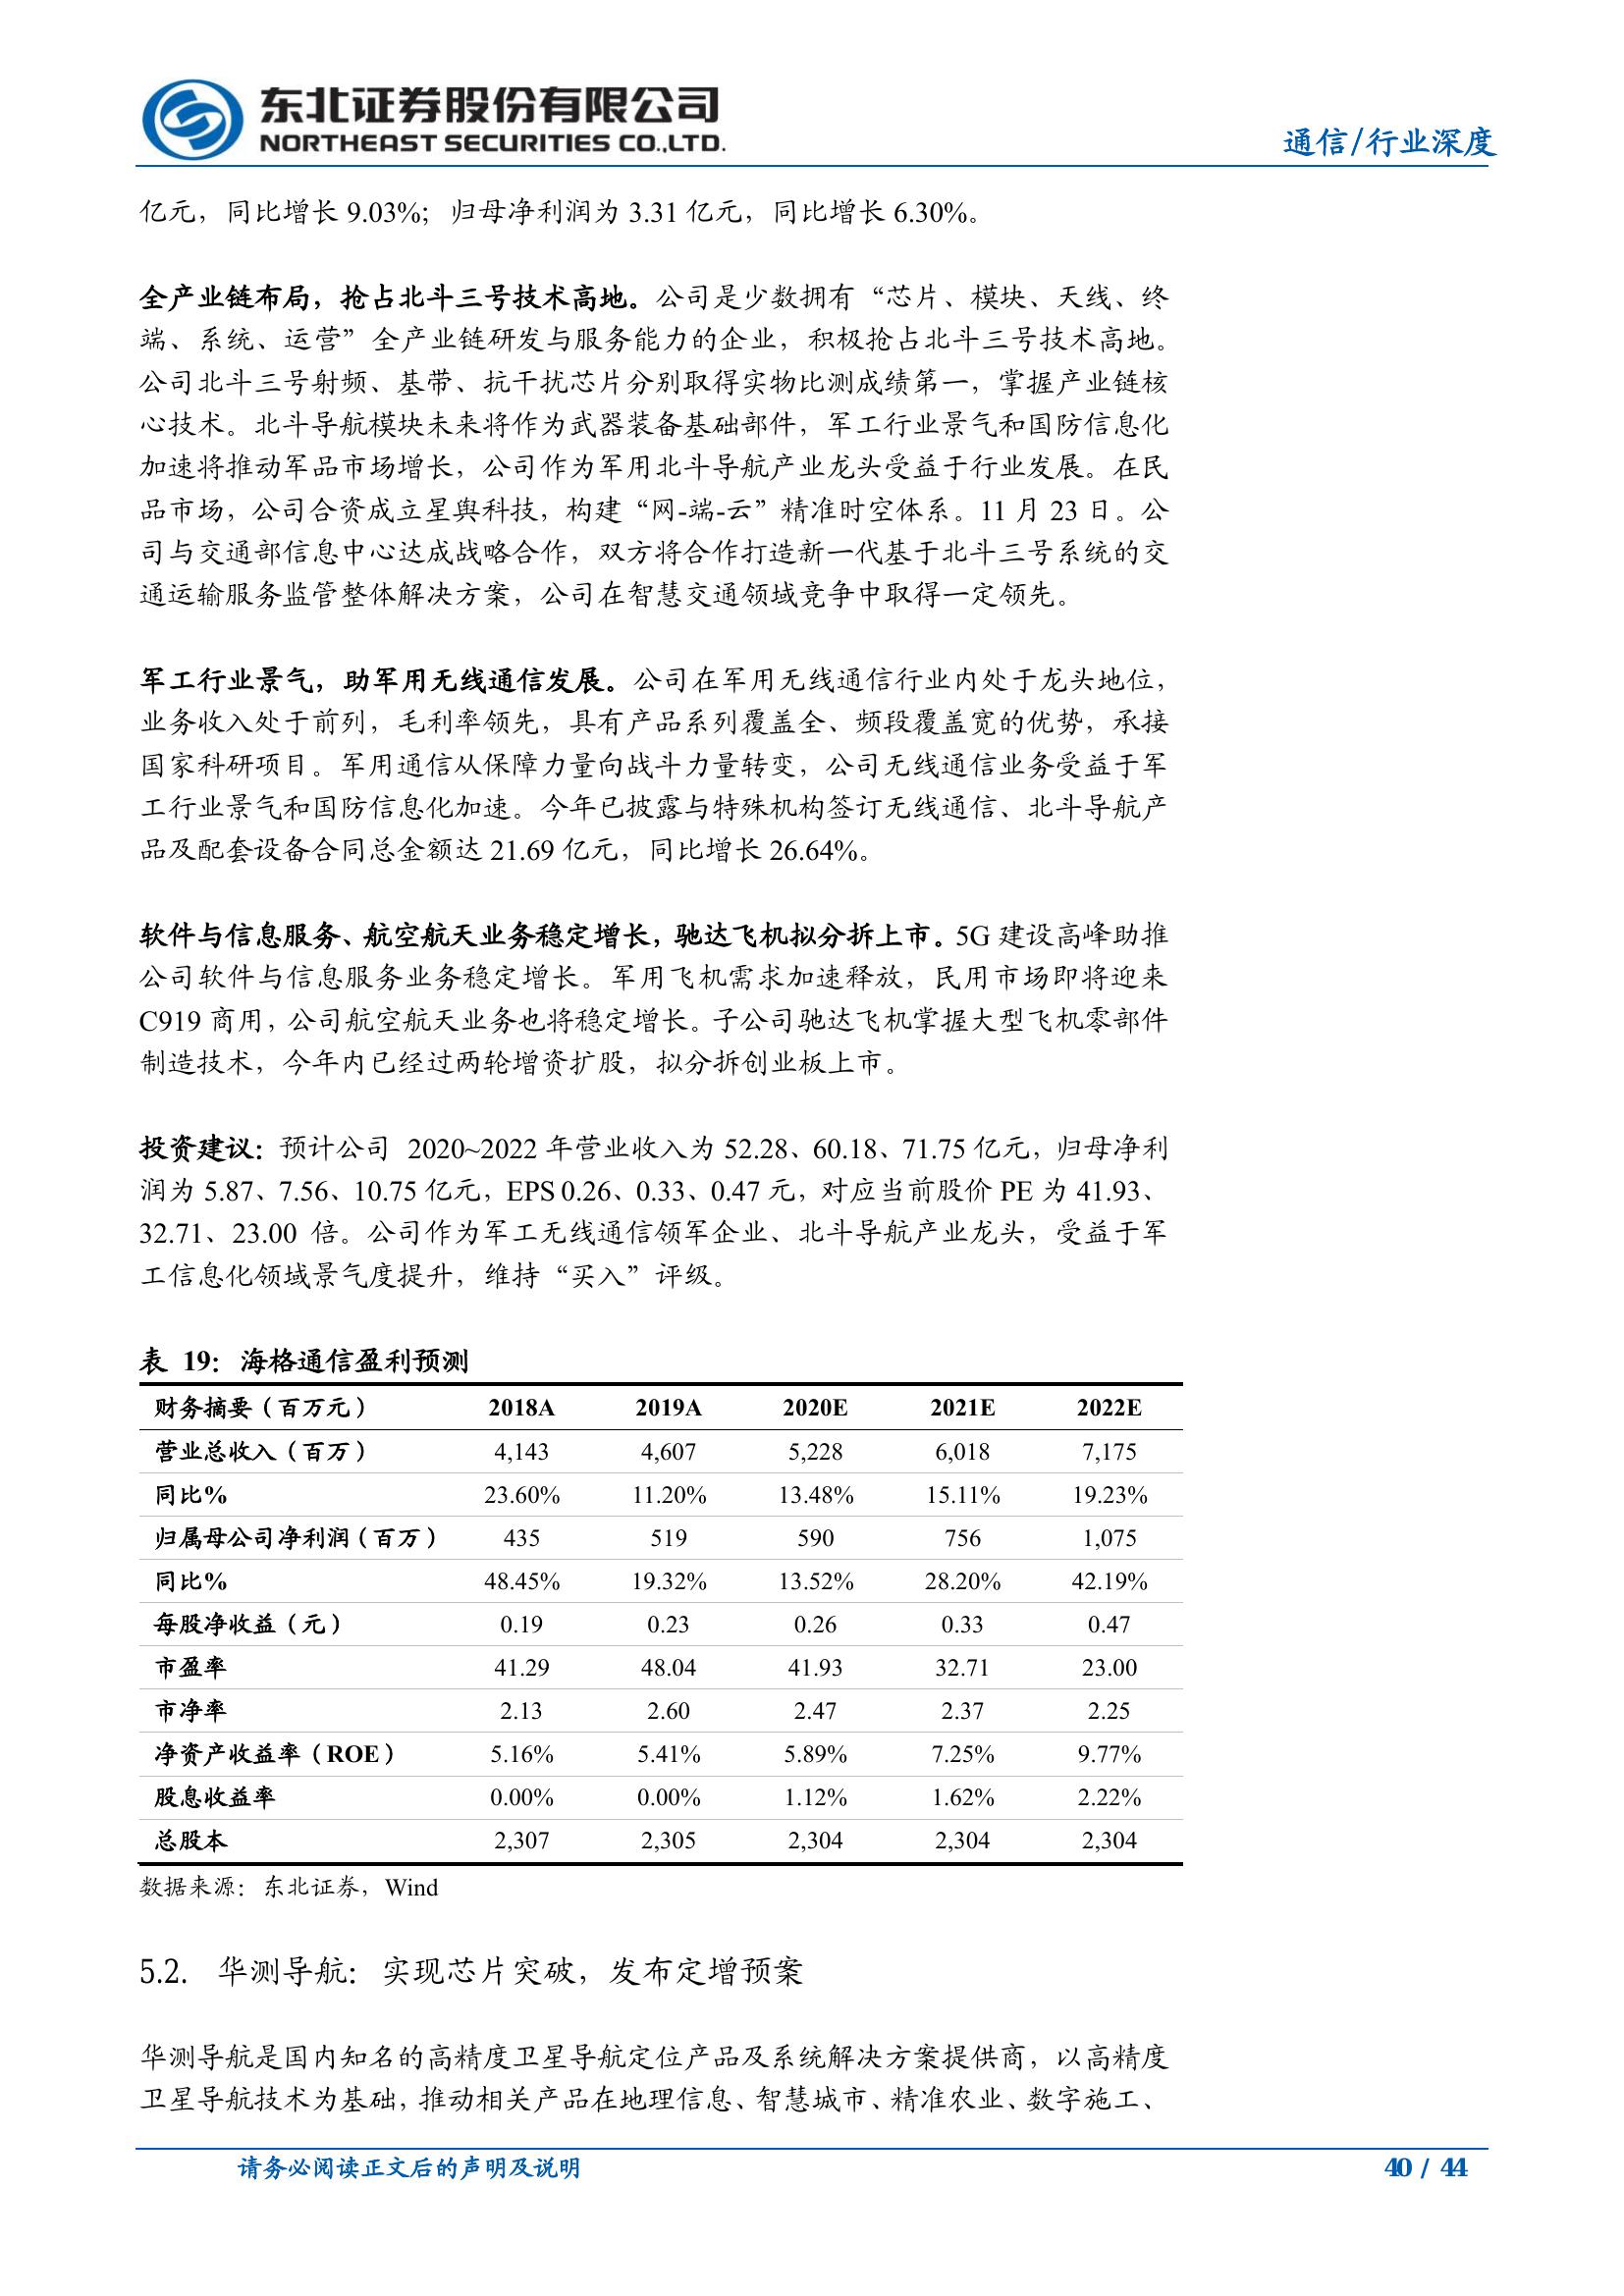 东北证券股份有限公司
NORTHEAST SECURITIES CO.,LTD.
通信/行业深度
亿元，同比增长 9.03%；归母净利润为 3.31 亿元，同比增长 6.30%。
全产业链布局，抢占北斗三号技术高地。公司是少数拥有“芯片、模块、天线、终
端、系统、运营”全产业链研发与服务能力的企业，积极抢占北斗三号技术高地。
公司北斗三号射频、基带、抗干扰芯片分别取得实物比测成绩第一，掌握产业链核
心技术。北斗导航模块未来将作为武器装备基础部件，军工行业景气和国防信息化
加速将推动军品市场增长，公司作为军用北斗导航产业龙头受益于行业发展。在民
品市场，公司合资成立星舆科技，构建“网-端-云”精准时空体系。11 月 23 日。公
司与交通部信息中心达成战略合作，双方将合作打造新一代基于北斗三号系统的交
通运输服务监管整体解决方案，公司在智慧交通领域竞争中取得一定领先。
军工行业景气，助军用无线通信发展。公司在军用无线通信行业内处于龙头地位，
业务收入处于前列，毛利率领先，具有产品系列覆盖全、频段覆盖宽的优势，承接
国家科研项目。军用通信从保障力量向战斗力量转变，公司无线通信业务受益于军
工行业景气和国防信息化加速。今年已披露与特殊机构签订无线通信、北斗导航产
品及配套设备合同总金额达 21.69 亿元，同比增长 26.64%。
软件与信息服务、航空航天业务稳定增长，驰达飞机拟分拆上市。5G 建设高峰助推
公司软件与信息服务业务稳定增长。军用飞机需求加速释放，民用市场即将迎来
C919 商用，公司航空航天业务也将稳定增长。子公司驰达飞机掌握大型飞机零部件
制造技术，今年内已经过两轮增资扩股，拟分拆创业板上市。
投资建议：预计公司 2020~2022 年营业收入为 52.28、60.18、71.75 亿元，归母净利
润为 5.87、7.56、10.75 亿元，EPS 0.26、0.33、0.47 元，对应当前股价 PE 为 41.93、
32.71、23.00 倍。公司作为军工无线通信领军企业、北斗导航产业龙头，受益于军
工信息化领域景气度提升，维持“买入”评级。
表 19：海格通信盈利预测
财务摘要（百万元） 2018A 2019A 2020E 2021E 2022E
营业总收入（百万） 4,143 4,607 5,228 6,018 7,175
同比% 23.60% 11.20% 13.48% 15.11% 19.23%
归属母公司净利润（百万） 435 519 590 756 1,075
同比% 48.45% 19.32% 13.52% 28.20% 42.19%
每股净收益（元） 0.19 0.23 0.26 0.33 0.47
市盈率 41.29 48.04 41.93 32.71 23.00
市净率 2.13 2.60 2.47 2.37 2.25
净资产收益率（ROE） 5.16% 5.41% 5.89% 7.25% 9.77%
股息收益率 0.00% 0.00% 1.12% 1.62% 2.22%
总股本 2,307 2,305 2,304 2,304 2,304
数据来源：东北证券，Wind
5.2. 华测导航：实现芯片突破，发布定增预案
华测导航是国内知名的高精度卫星导航定位产品及系统解决方案提供商，以高精度
卫星导航技术为基础，推动相关产品在地理信息、智慧城市、精准农业、数字施工、
请务必阅读正文后的声明及说明
40 / 44